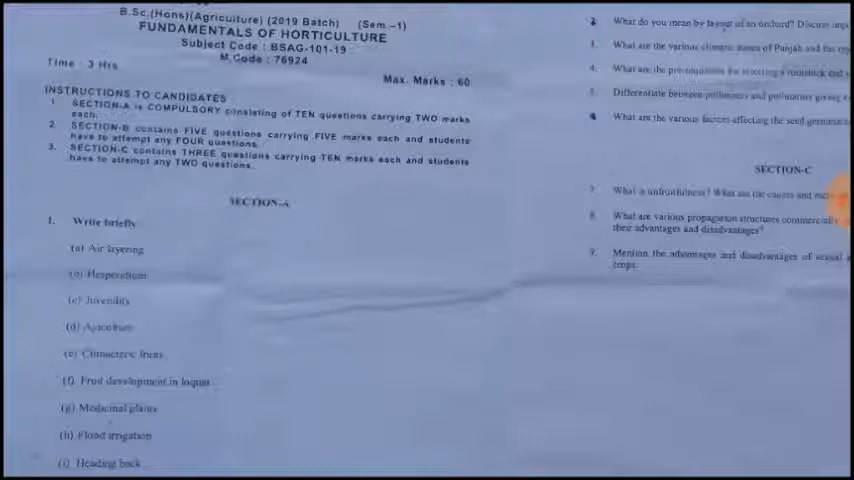 B.Sc.(Hons)(Agriculture) (2019 Batch) (Sem.-1)
FUNDAMENTALS OF HORTICULTURE
Subject Code : BSAG-101-19
M.Code : 76924
Time : 3 Hrs.
Max. Marks : 60
INSTRUCTIONS TO CANDIDATES
1. SECTION-A is COMPULSORY consisting of TEN questions carrying TWO marks
each.
2. SECTION-B contains FIVE questions carrying FIVE marks each and students
have to attempt any FOUR questions.
3. SECTION-C contains THREE questions carrying TEN marks each and students
have to attempt any TWO questions.
SECTION-A
1. Write briefly
(a) Air layering
(b) Hesperidium
(c) Juvenility
(d) Apiculture
(e) Climacteric fruits
(f) Fruit development in loquat
(g) Medicinal plants
(h) Flood irrigation
(i) Heading back
2. What do you mean by layout of an orchard? Discuss
3. What are the various climatic zones of Punjab and
4. What are the pre-requisites for selecting a rootstock and
5. Differentiate between pollinizers and pollinators giving
6. What are the various factors affecting the seed
SECTION-C
7. What is unfruitfulness? What are the causes and
8. What are various propagation structures commercially
their advantages and disadvantages?
9. Mention the advantages and disadvantages of sexual
crops.